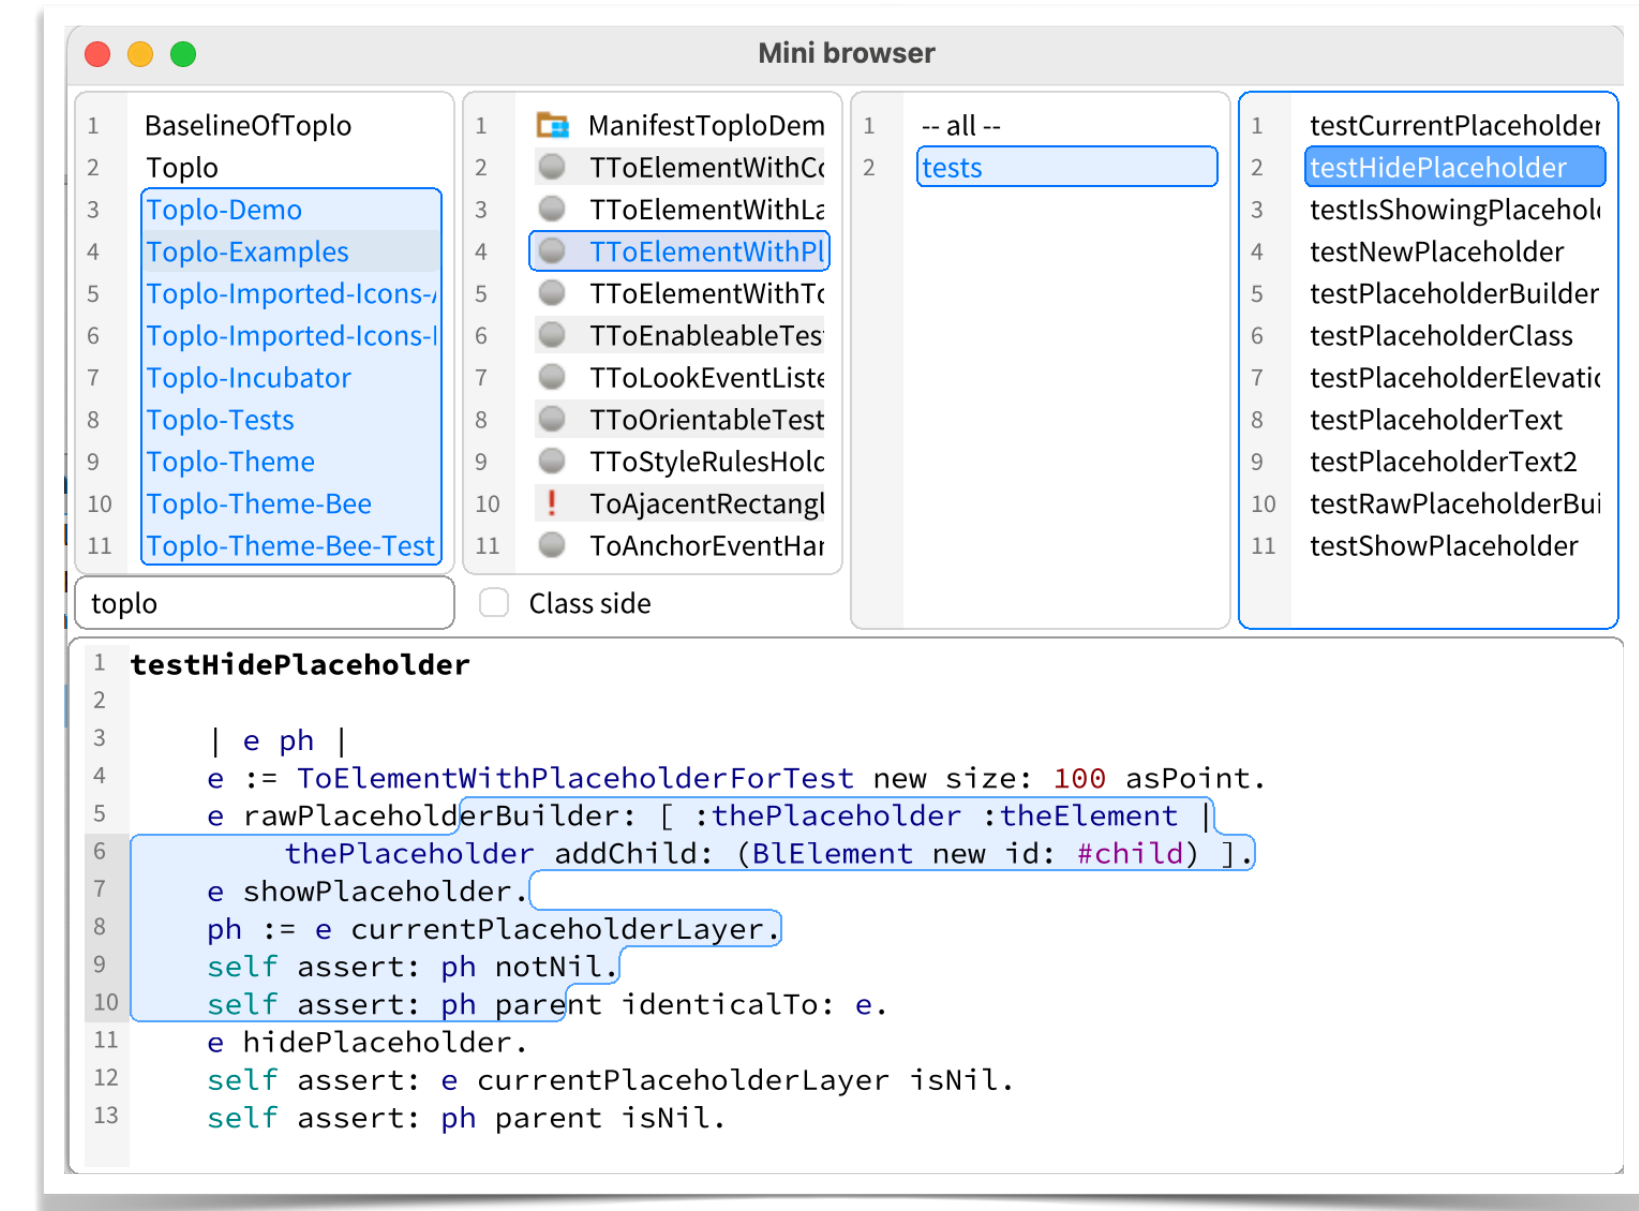 Mini browser
1 BaselineOfToplo
2 Toplo
3 Toplo-Demo
4 Toplo-Examples
5 Toplo-Imported-Icons-
6 Toplo-Imported-Icons-
7 Toplo-Incubator
8 Toplo-Tests
9 Toplo-Theme
10 Toplo-Theme-Bee
11 Toplo-Theme-Bee-Test
toplo
1 ManifestToploDem
2 TToElementWithCo
3 TToElementWithLa
4 TToElementWithPl
5 TToElementWithTo
6 TToEnableableTes
7 TToLookEventListe
8 TToOrientableTest
9 TToStyleRulesHold
10 ToAjacentRectangl
11 ToAnchorEventHan
Class side
1 -- all --
2 tests
1 testCurrentPlaceholder
2 testHidePlaceholder
3 testIsShowingPlacehol
4 testNewPlaceholder
5 testPlaceholderBuilder
6 testPlaceholderClass
7 testPlaceholderElevatio
8 testPlaceholderText
9 testPlaceholderText2
10 testRawPlaceholderBui
11 testShowPlaceholder
1 testHidePlaceholder
2
3 | e ph |
4 e := ToElementWithPlaceholderForTest new size: 100 asPoint.
5 e rawPlaceholderBuilder: [ :thePlaceholder :theElement |
6 thePlaceholder addChild: (BlElement new id: #child) ].
7 e showPlaceholder.
8 ph := e currentPlaceholderLayer.
9 self assert: ph notNil.
10 self assert: ph parent identicalTo: e.
11 e hidePlaceholder.
12 self assert: e currentPlaceholderLayer isNil.
13 self assert: ph parent isNil.